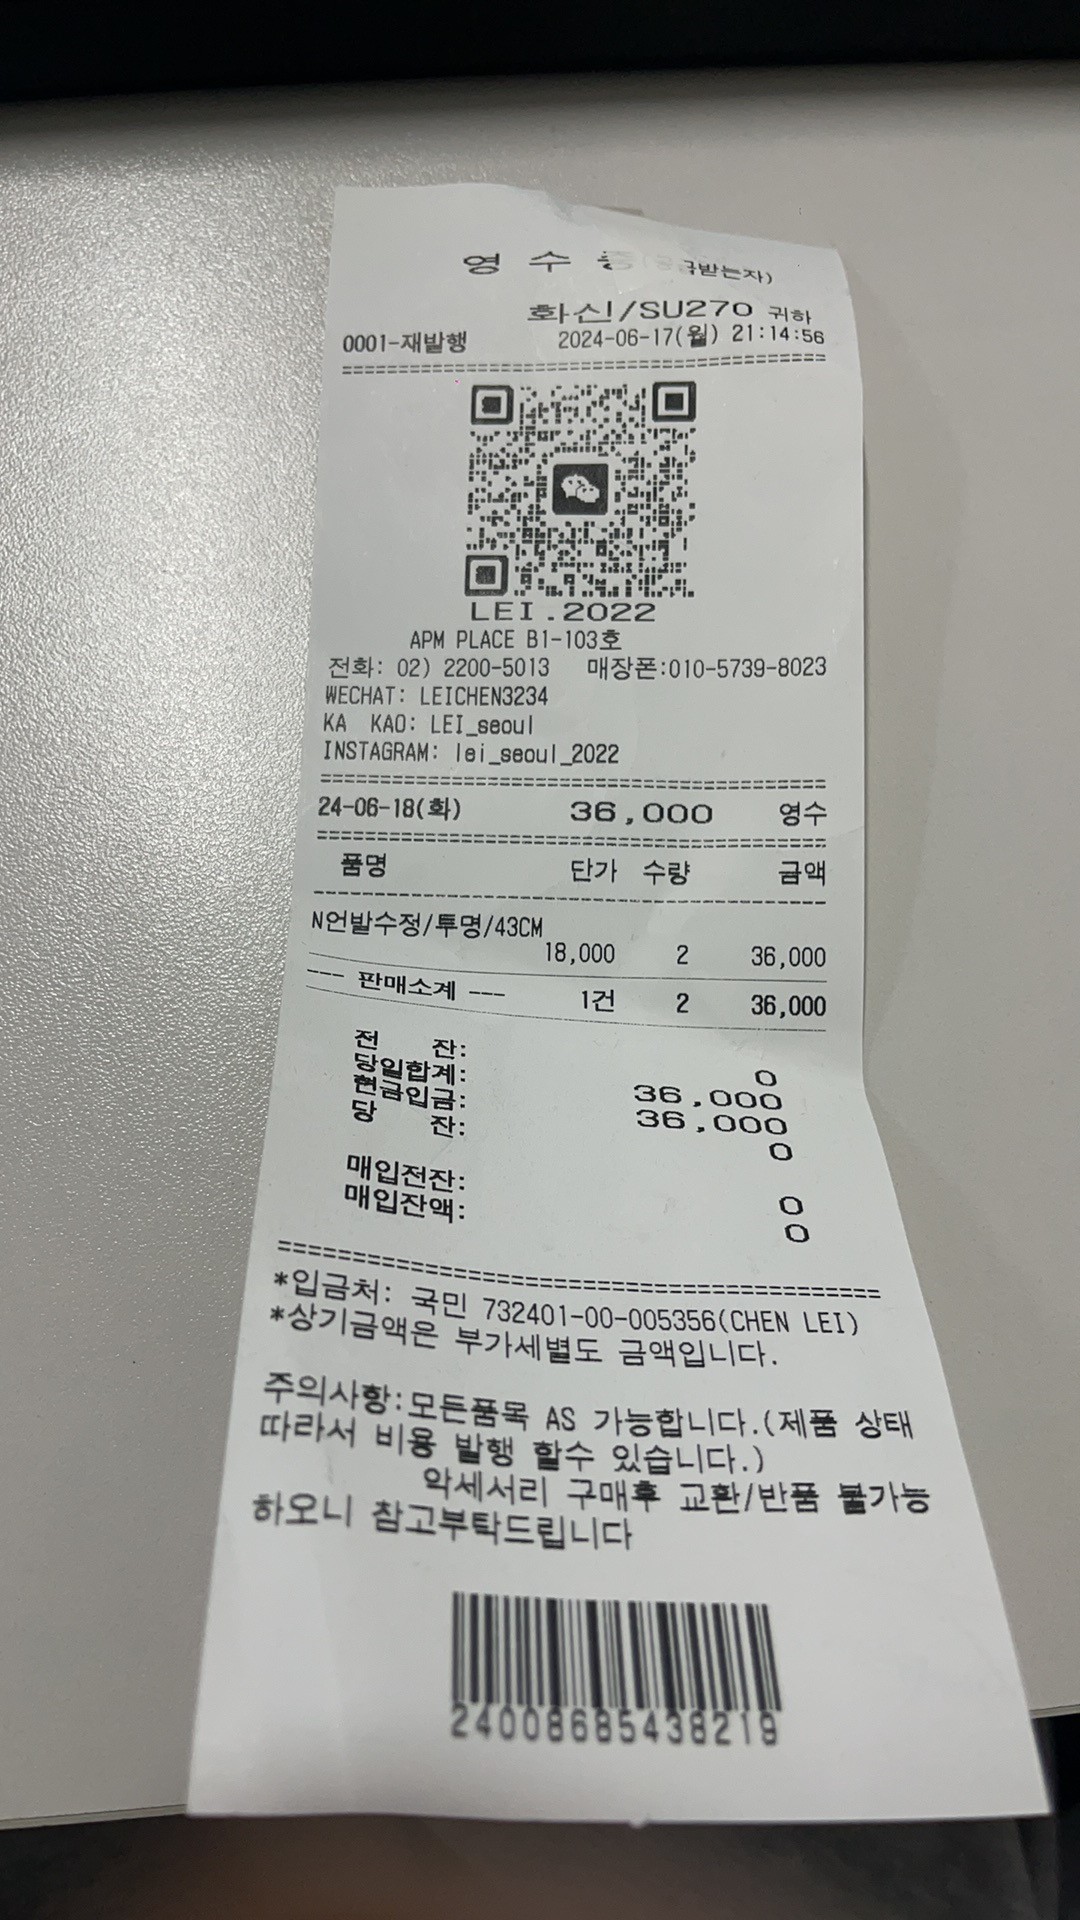 영 수
급받는자)
화신/SU270 귀하
0001-재발행 2024-06-17(월) 21:14:56
LEI.2022
APM PLACE B1-103호
전화: 02) 2200-5013 매장폰:010-5739-8023
WECHAT: LEICHEN3234
KA KAO: LEI_seoul
INSTAGRAM: lei_seoul_2022
24-06-18(화) 36,000 영수
품명 단가 수량 금액
N언발수정/투명/43CM
18,000 2 36,000
--- 판매소계 --- 1건 2 36,000
전 잔: 0
당일합계: 36,000
현금입금: 36,000
당 잔: 0
매입전잔: 0
매입잔액: 0
*입금처: 국민 732401-00-005356(CHEN LEI)
*상기금액은 부가세별도 금액입니다.
주의사항:모든품목 AS 가능합니다.(제품 상태
따라서 비용 발행 할수 있습니다.)
악세서리 구매후 교환/반품 불가능
하오니 참고부탁드립니다
24008685438219